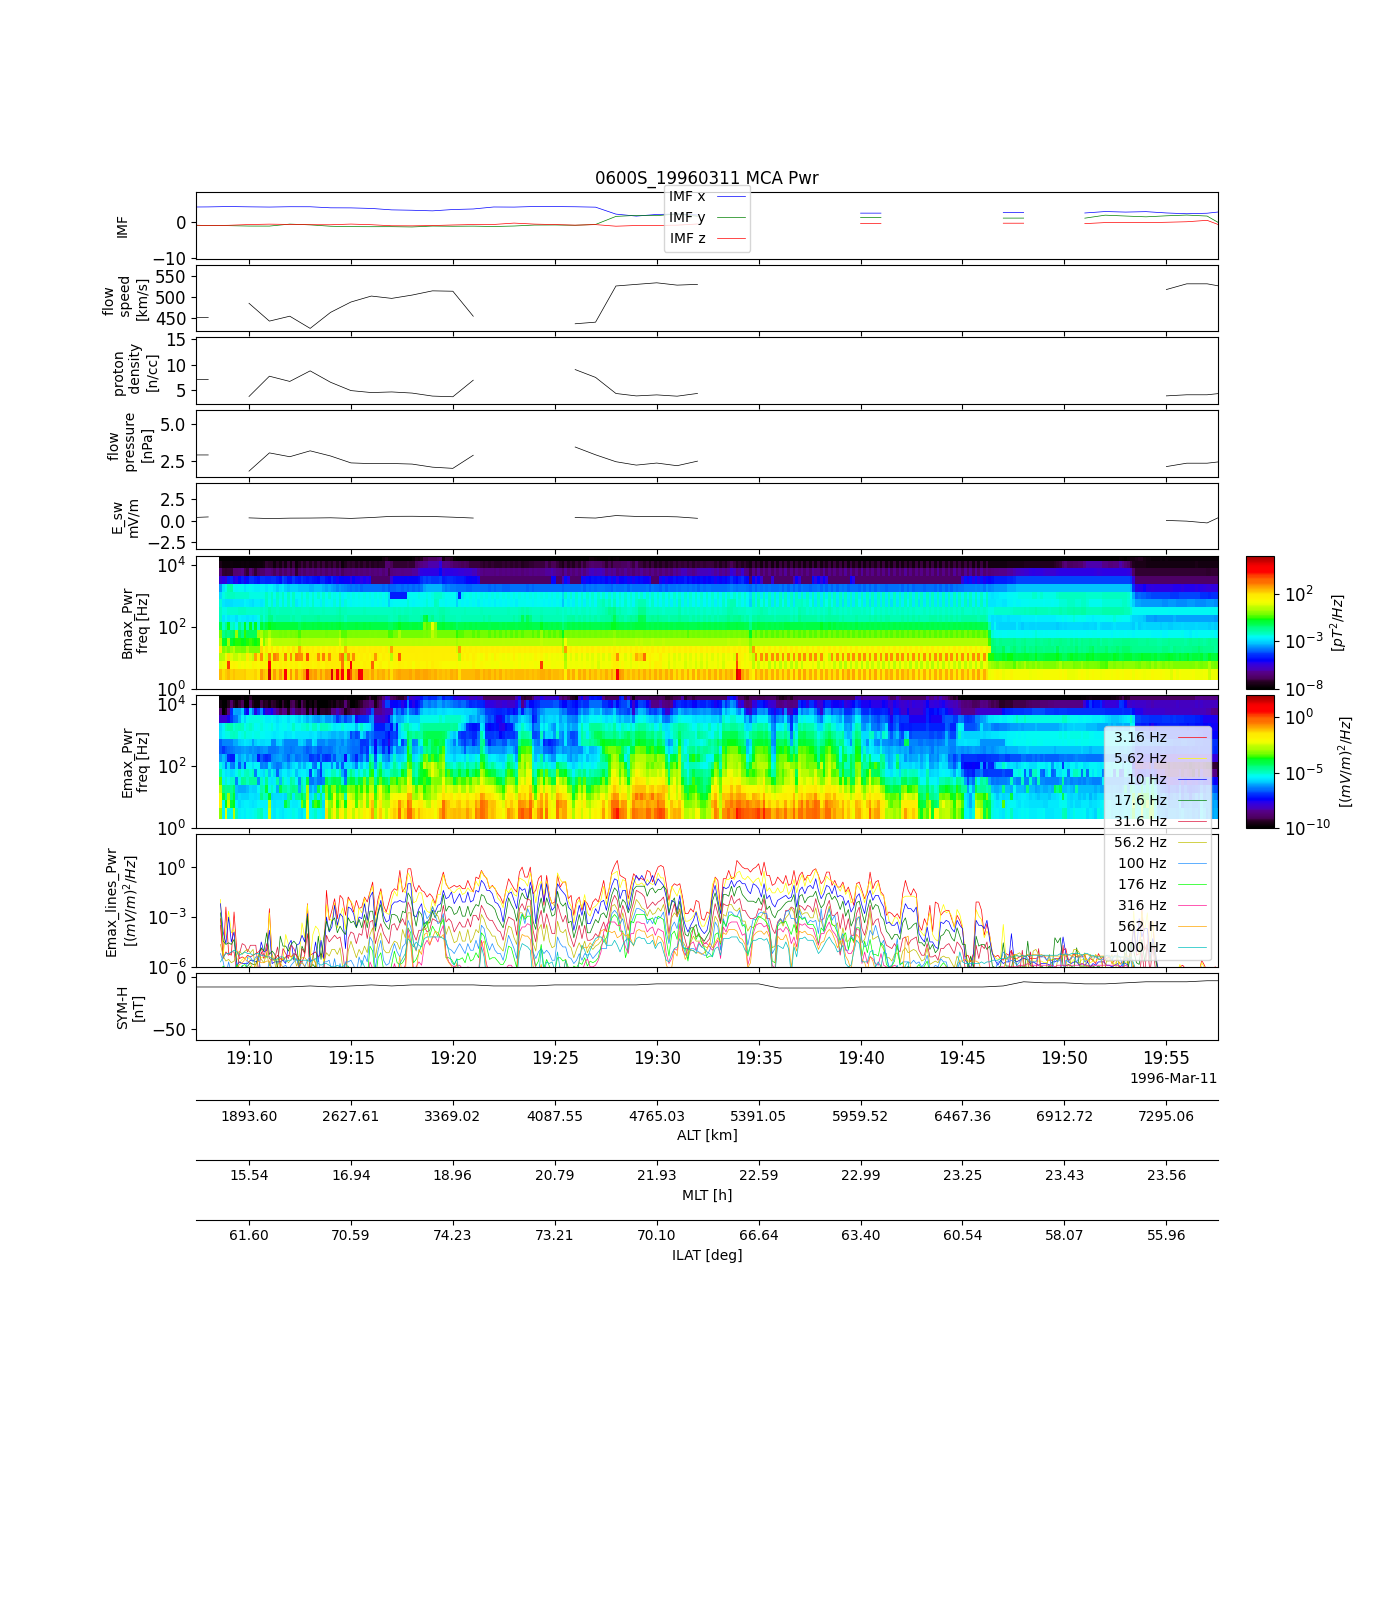 0600S_19960311 MCA Pwr
IMF
0
−10
IMF x
IMF y
IMF z
flow
speed
[km/s]
550
500
450
proton
density
[n/cc]
15
10
5
flow
pressure
[nPa]
5.0
2.5
E_sw
mV/m
2.5
0.0
−2.5
Bmax_Pwr
freq [Hz]
10^4
10^2
10^0
10^2
10^−3
10^−8
[pT^2/Hz]
Emax_Pwr
freq [Hz]
10^4
10^2
10^0
10^0
10^−5
10^−10
[(mV/m)^2/Hz]
3.16 Hz
5.62 Hz
10 Hz
17.6 Hz
31.6 Hz
56.2 Hz
100 Hz
176 Hz
316 Hz
562 Hz
1000 Hz
Emax_lines_Pwr
[(mV/m)^2/Hz]
10^0
10^−3
10^−6
SYM-H
[nT]
0
−50
19:10 19:15 19:20 19:25 19:30 19:35 19:40 19:45 19:50 19:55
1996-Mar-11
1893.60 2627.61 3369.02 4087.55 4765.03 5391.05 5959.52 6467.36 6912.72 7295.06
ALT [km]
15.54 16.94 18.96 20.79 21.93 22.59 22.99 23.25 23.43 23.56
MLT [h]
61.60 70.59 74.23 73.21 70.10 66.64 63.40 60.54 58.07 55.96
ILAT [deg]